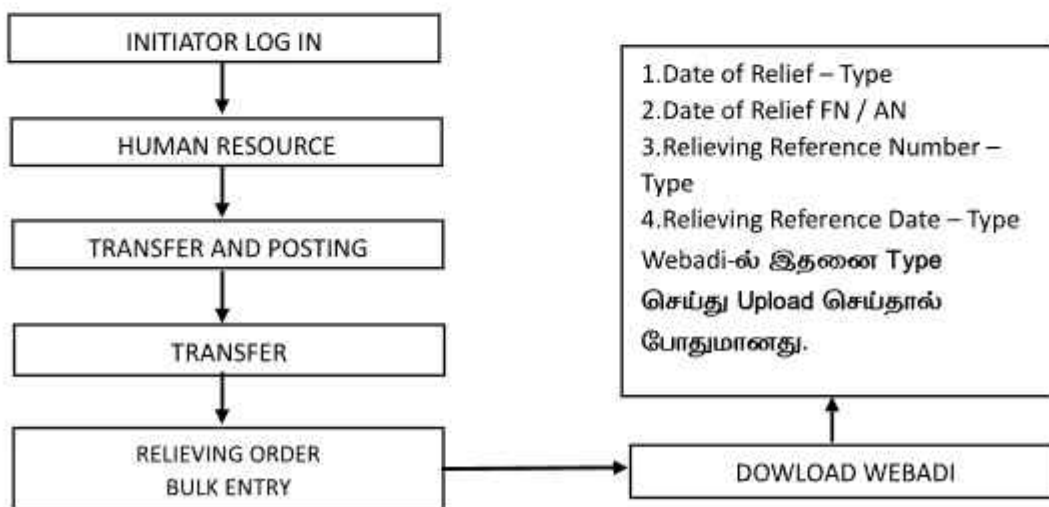 INITIATOR LOG IN
HUMAN RESOURCE
TRANSFER AND POSTING
TRANSFER
RELIEVING ORDER
BULK ENTRY
DOWLOAD WEBADI
1.Date of Relief – Type
2.Date of Relief FN / AN
3.Relieving Reference Number –
Type
4.Relieving Reference Date – Type
Webadi-ல் இதனை Type
செய்து Upload செய்தால்
போதுமானது.